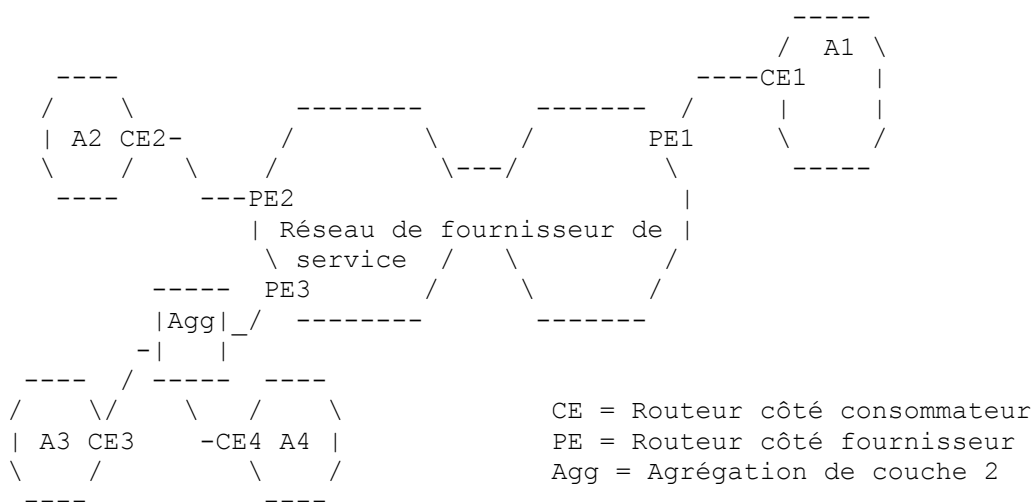 A1
CE1
A2 CE2
PE1
PE2
Réseau de fournisseur de
service
PE3
Agg
CE = Routeur côté consommateur
A3 CE3 CE4 A4 PE = Routeur côté fournisseur
Agg = Agrégation de couche 2